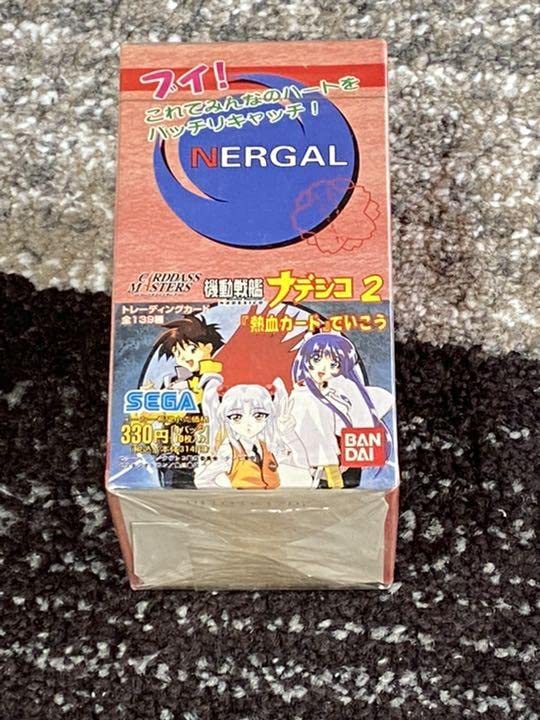 ブイ!
これでみんなのハートを
バッチリキャッチ!
NERGAL
CARDDASS
MASTERS
機動戦艦ナデシコ2
トレーディングカード
全139種
『熱血カード』でいこう
SEGA
330円
BAN
DAI